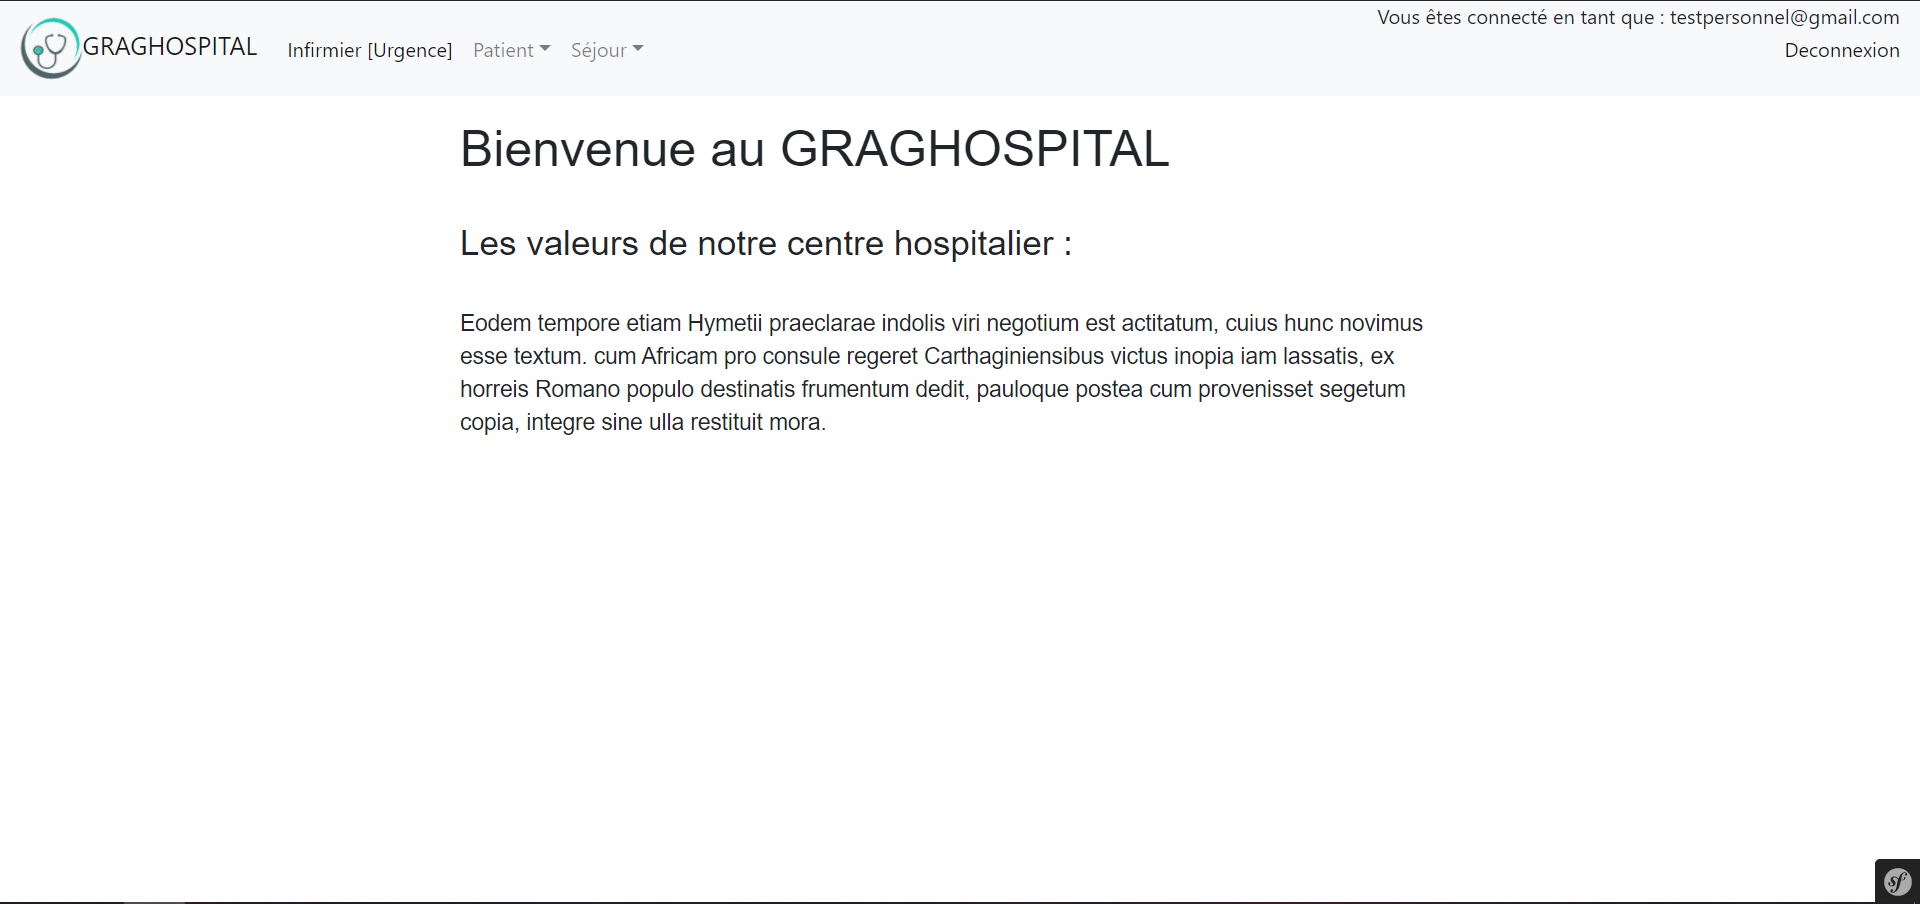 Vous êtes connecté en tant que : testpersonnel@gmail.com
GRAGHOSPITAL Infirmier [Urgence] Patient Séjour Deconnexion
Bienvenue au GRAGHOSPITAL
Les valeurs de notre centre hospitalier :
Eodem tempore etiam Hymetii praeclarae indolis viri negotium est actitatum, cuius hunc novimus
esse textum. cum Africam pro consule regeret Carthaginiensibus victus inopia iam lassatis, ex
horreis Romano populo destinatis frumentum dedit, pauloque postea cum provenisset segetum
copia, integre sine ulla restituit mora.
sf